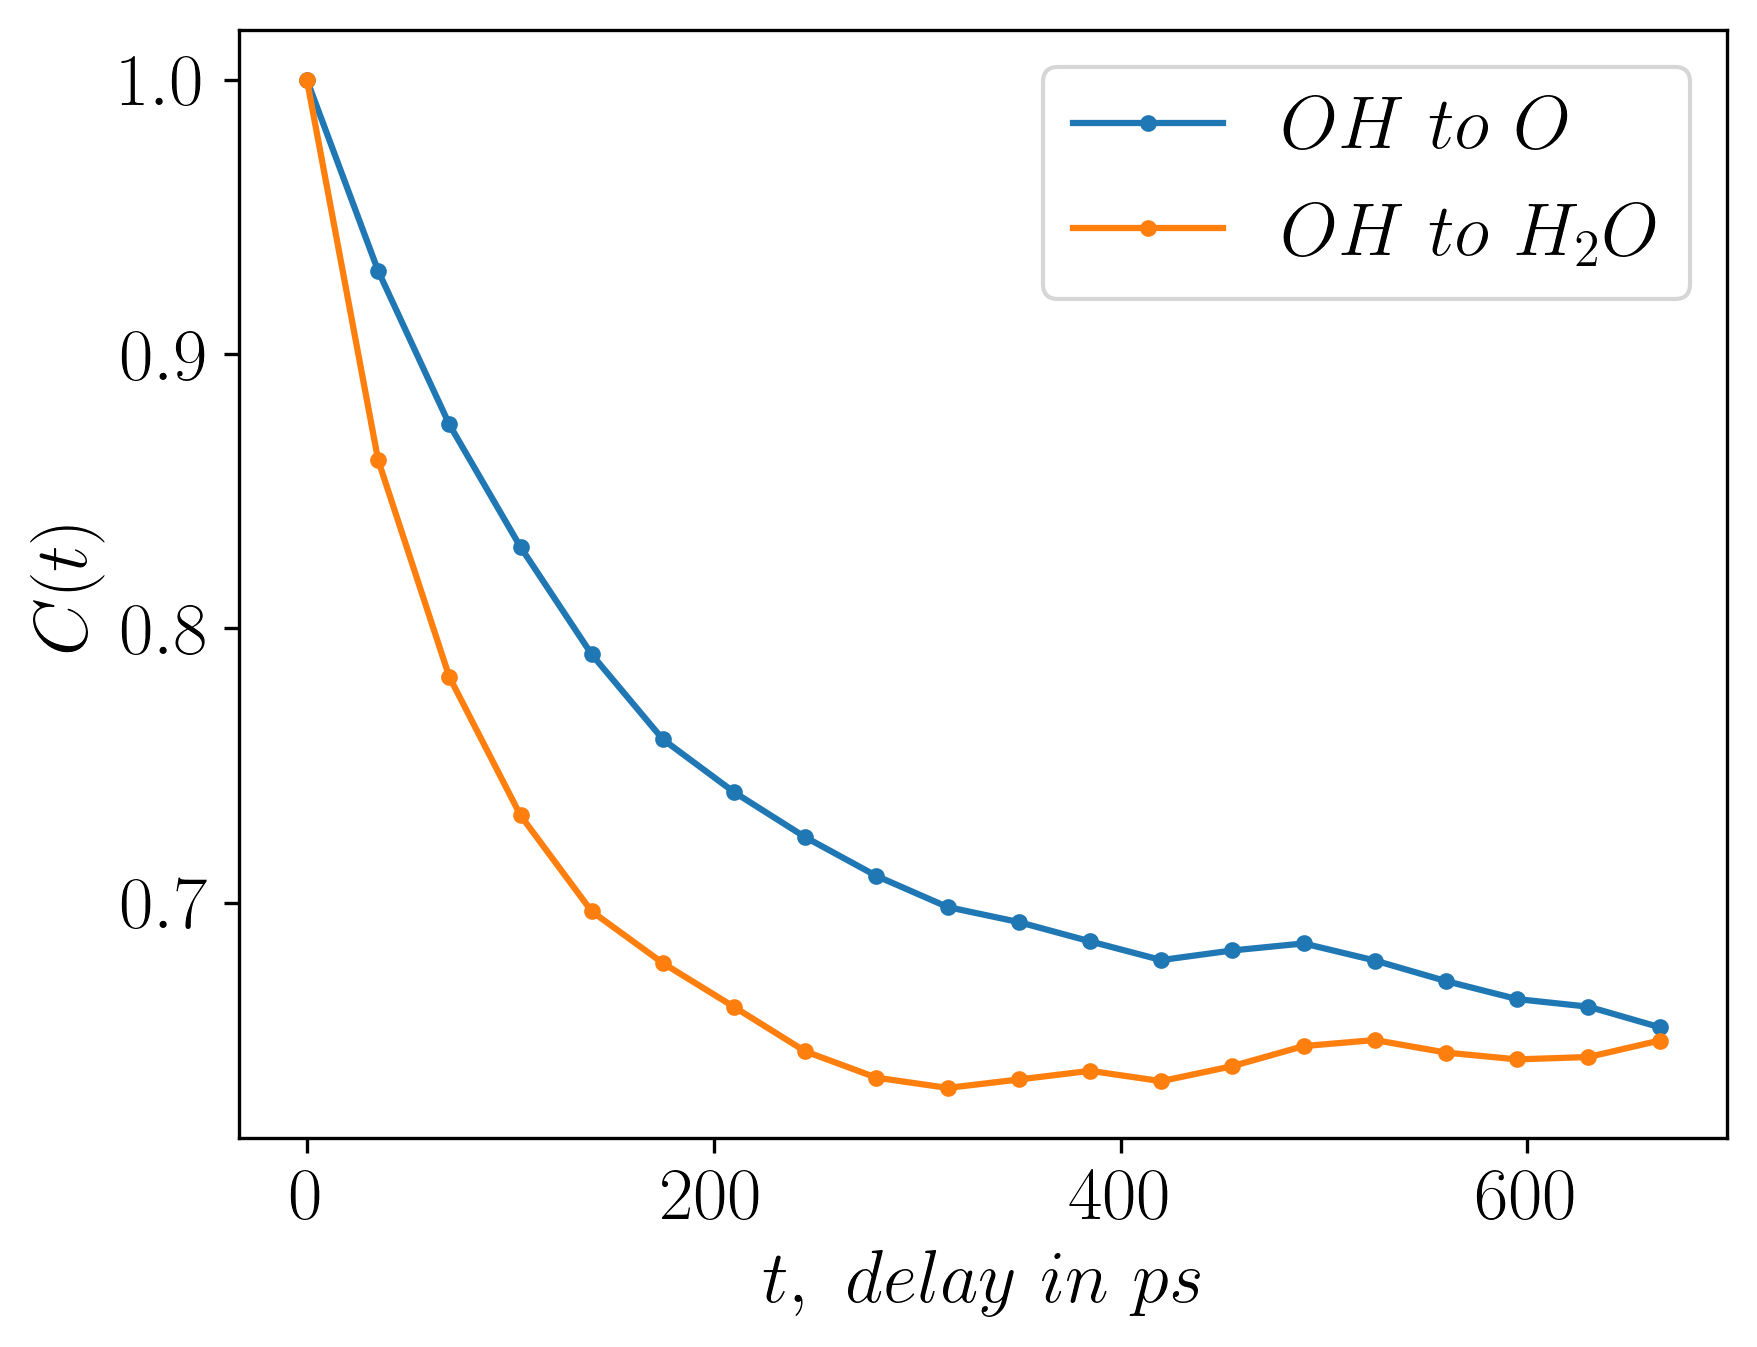 OH to O
OH to H₂O
1.0
0.9
0.8
0.7
C(t)
0 200 400 600
t, delay in ps